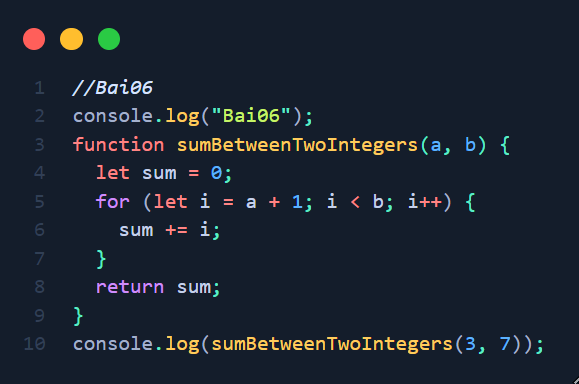 1 //Bai06
2 console.log("Bai06");
3 function sumBetweenTwoIntegers(a, b) {
4   let sum = 0;
5   for (let i = a + 1; i < b; i++) {
6     sum += i;
7   }
8   return sum;
9 }
10 console.log(sumBetweenTwoIntegers(3, 7));